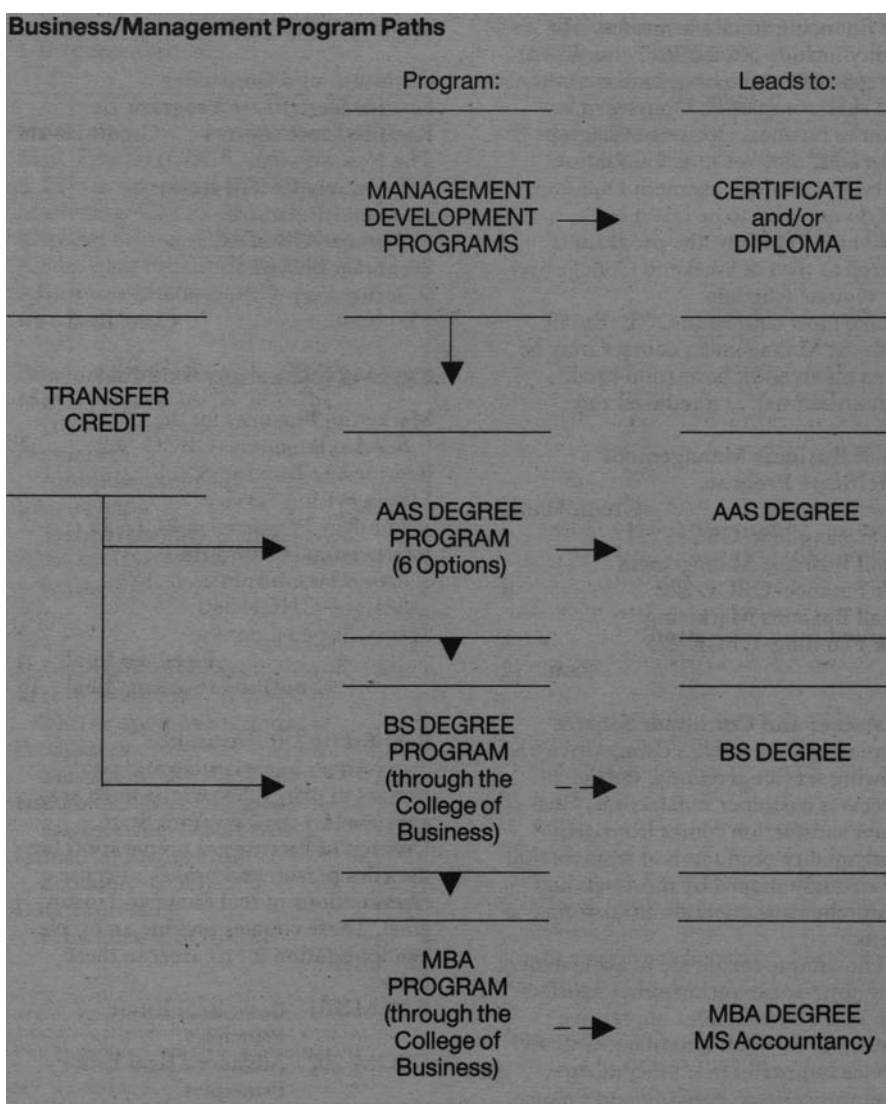 Business/Management Program Paths
Program:
Leads to:
MANAGEMENT
DEVELOPMENT
PROGRAMS
CERTIFICATE
and/or
DIPLOMA
TRANSFER
CREDIT
AAS DEGREE
PROGRAM
(6 Options)
AAS DEGREE
BS DEGREE
PROGRAM
(through the
College of
Business)
BS DEGREE
MBA
PROGRAM
(through the
College of
Business)
MBA DEGREE
MS Accountancy